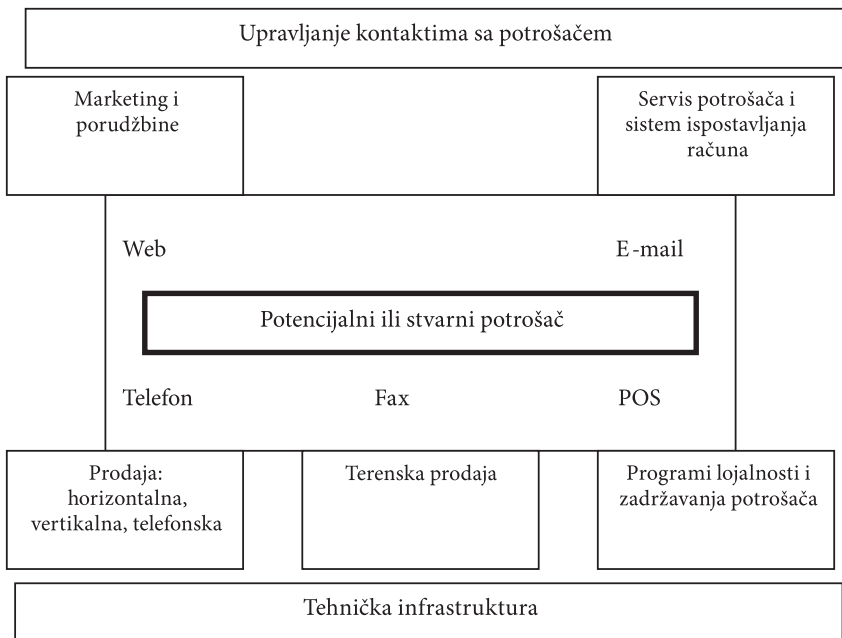 Upravljanje kontaktima sa potrošačem
Marketing i
porudžbine
Servis potrošača i
sistem ispostavljanja
računa
Web
E-mail
Potencijalni ili stvarni potrošač
Telefon
Fax
POS
Prodaja:
horizontalna,
vertikalna, telefonska
Terenska prodaja
Programi lojalnosti i
zadržavanja potrošača
Tehnička infrastruktura